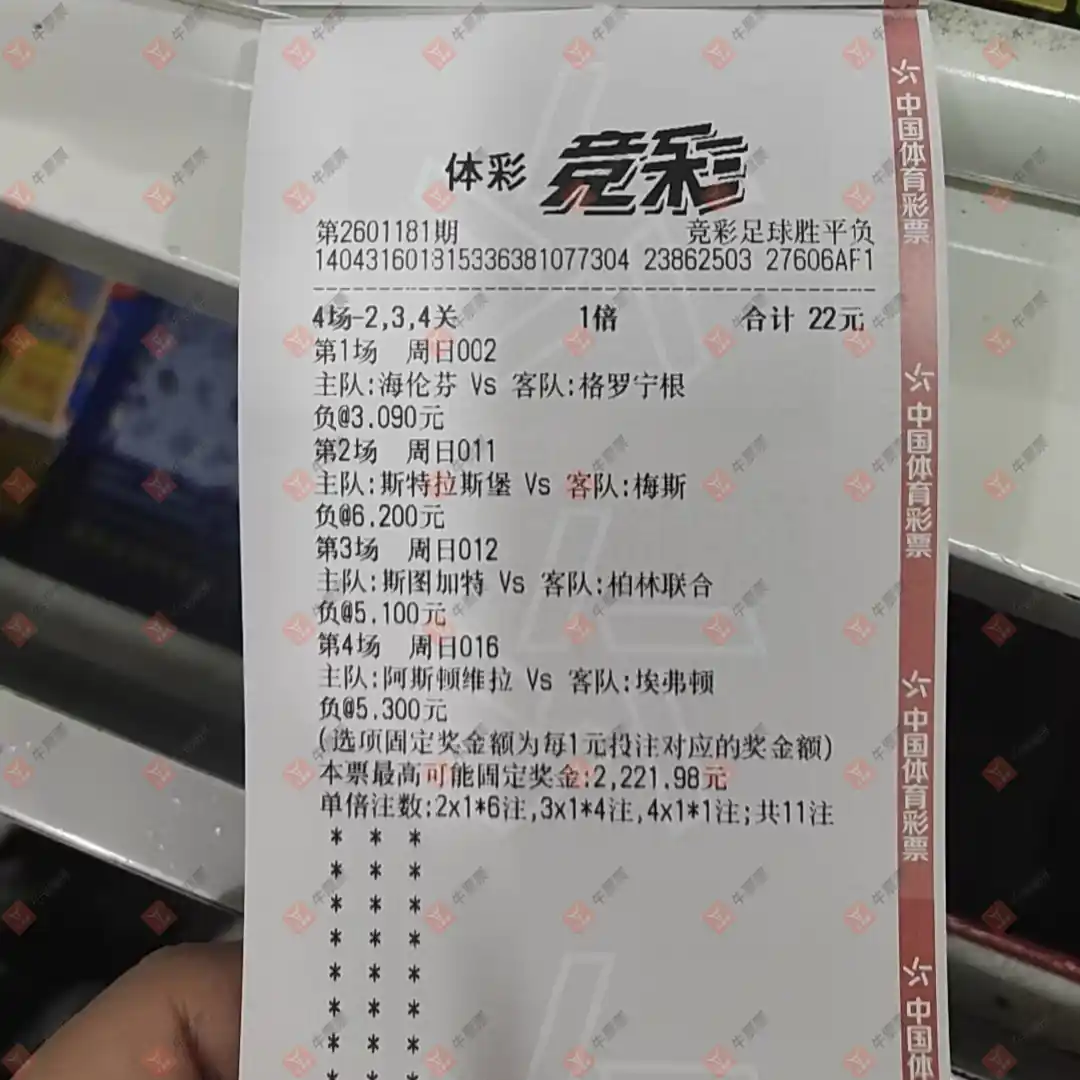 体彩 竞彩
第2601181期 竞彩足球胜平负
140431601815336381077304 23862503 27606AF1
4场-2,3,4关 1倍 合计 22元
第1场 周日002
主队:海伦芬 Vs 客队:格罗宁根
负@3.090元
第2场 周日011
主队:斯特拉斯堡 Vs 客队:梅斯
负@6.200元
第3场 周日012
主队:斯图加特 Vs 客队:柏林联合
负@5.100元
第4场 周日016
主队:阿斯顿维拉 Vs 客队:埃弗顿
负@5.300元
(选项固定奖金额为每1元投注对应的奖金额)
本票最高可能固定奖金:2,221.98元
单倍注数:2x1*6注,3x1*4注,4x1*1注;共11注
* * *
* * *
* * *
* * *
* * *
* * *
* * *
* * *
中国体育彩票
中国体育彩票
中国体育彩票
中国体
牛票票